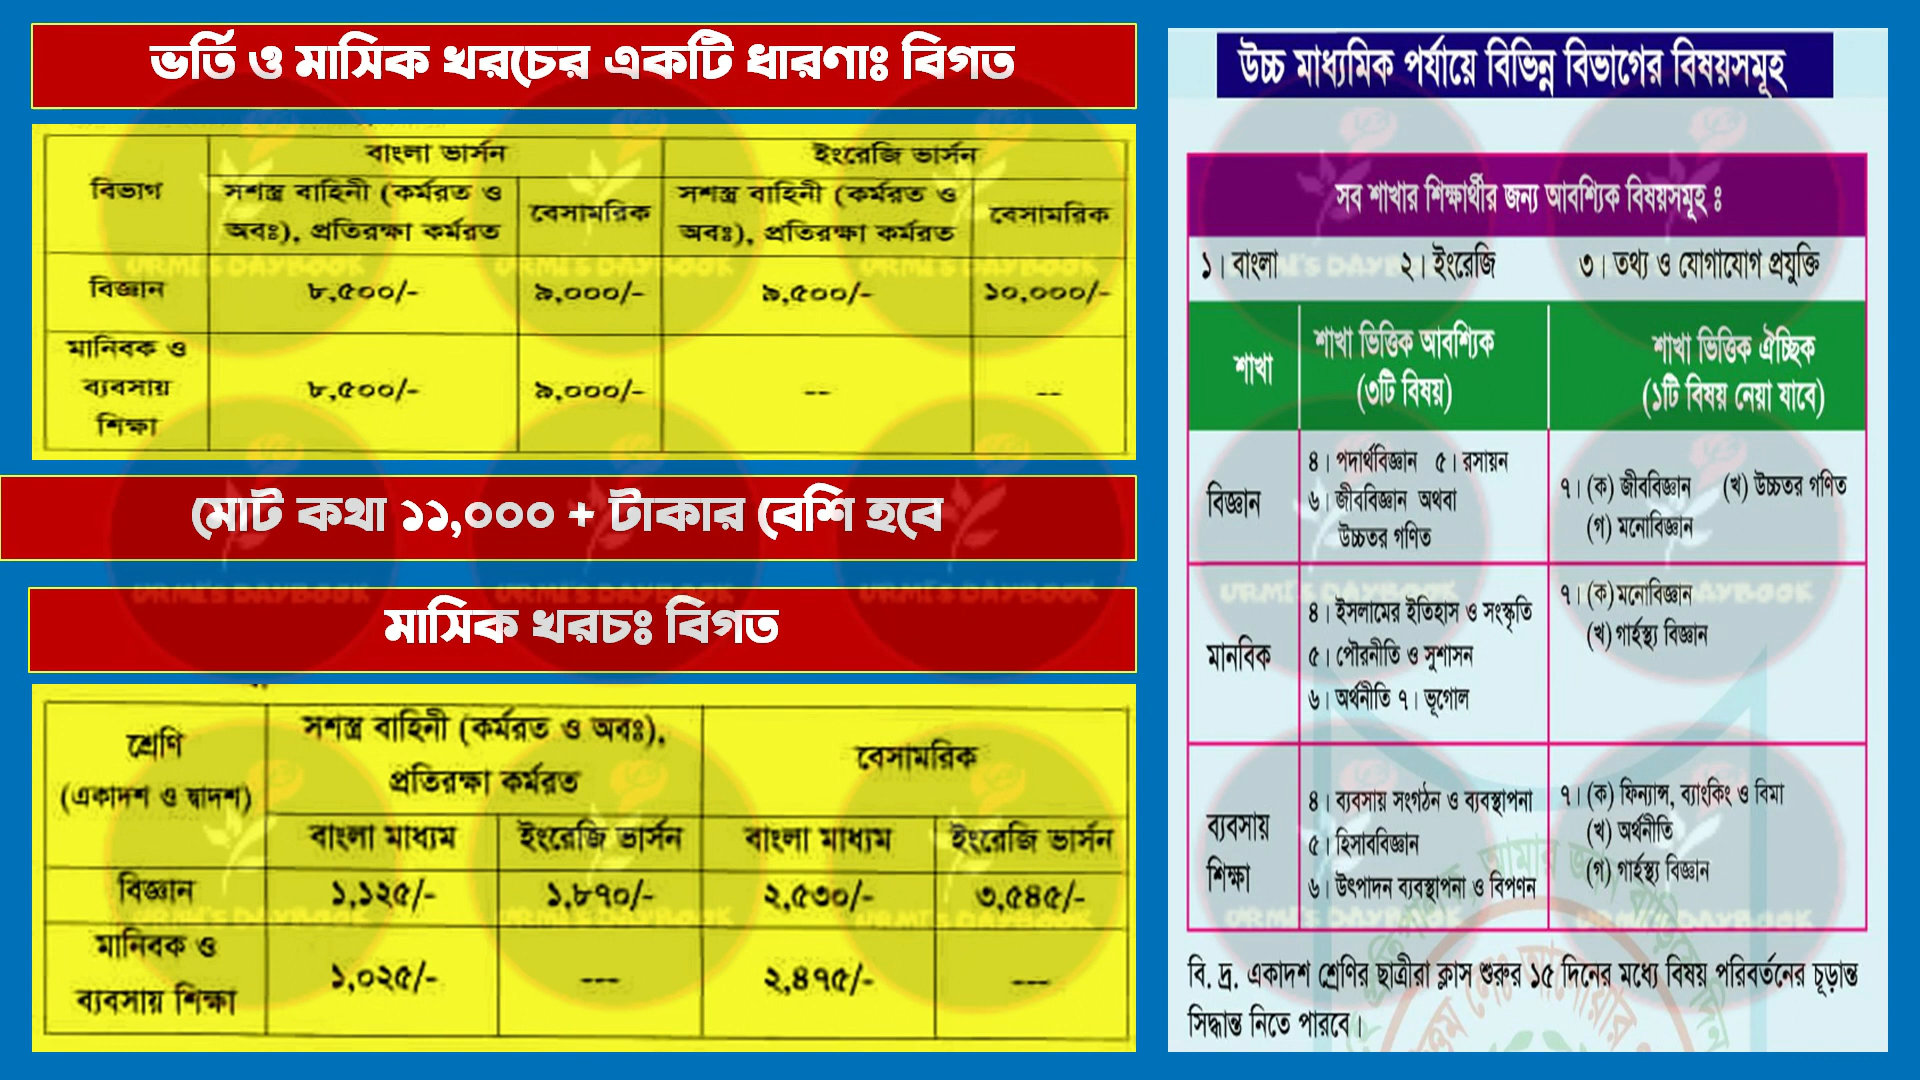 ভর্তি ও মাসিক খরচের একটি ধারণাঃ বিগত
বিভাগ
বাংলা ভার্সন
ইংরেজি ভার্সন
সশস্ত্র বাহিনী (কর্মরত ও
অবঃ), প্রতিরক্ষা কর্মরত
বেসামরিক
সশস্ত্র বাহিনী (কর্মরত ও
অবঃ), প্রতিরক্ষা কর্মরত
বেসামরিক
বিজ্ঞান
৮,৫০০/-
৯,০০০/-
৯,৫০০/-
১০,০০০/-
মানিবক ও
ব্যবসায়
শিক্ষা
৮,৫০০/-
৯,০০০/-
--
--
মোট কথা ১১,০০০ + টাকার বেশি হবে
মাসিক খরচঃ বিগত
শ্রেণি
(একাদশ ও দ্বাদশ)
সশস্ত্র বাহিনী (কর্মরত ও অবঃ),
প্রতিরক্ষা কর্মরত
বেসামরিক
বাংলা মাধ্যম
ইংরেজি ভার্সন
বাংলা মাধ্যম
ইংরেজি ভার্সন
বিজ্ঞান
১,১২৫/-
১,৮৭০/-
২,৫৩০/-
৩,৫৪৫/-
মানিবক ও
ব্যবসায় শিক্ষা
১,০২৫/-
---
২,৪৭৫/-
---
উচ্চ মাধ্যমিক পর্যায়ে বিভিন্ন বিভাগের বিষয়সমূহ
সব শাখার শিক্ষার্থীর জন্য আবশ্যিক বিষয়সমূহ ঃ
১। বাংলা ২। ইংরেজি ৩। তথ্য ও যোগাযোগ প্রযুক্তি
শাখা
শাখা ভিত্তিক আবশ্যিক
(৩টি বিষয়)
শাখা ভিত্তিক ঐচ্ছিক
(১টি বিষয় নেয়া যাবে)
বিজ্ঞান
৪। পদার্থবিজ্ঞান ৫। রসায়ন
৬। জীববিজ্ঞান অথবা
উচ্চতর গণিত
৭। (ক) জীববিজ্ঞান (খ) উচ্চতর গণিত
(গ) মনোবিজ্ঞান
মানবিক
৪। ইসলামের ইতিহাস ও সংস্কৃতি
৫। পৌরনীতি ও সুশাসন
৬। অর্থনীতি ৭। ভূগোল
৭। (ক) মনোবিজ্ঞান
(খ) গার্হস্থ্য বিজ্ঞান
ব্যবসায়
শিক্ষা
৪। ব্যবসায় সংগঠন ও ব্যবস্থাপনা
৫। হিসাববিজ্ঞান
৬। উৎপাদন ব্যবস্থাপনা ও বিপণন
৭। (ক) ফিন্যান্স, ব্যাংকিং ও বিমা
(খ) অর্থনীতি
(গ) গার্হস্থ্য বিজ্ঞান
বি. দ্র. একাদশ শ্রেণির ছাত্রীরা ক্লাস শুরুর ১৫ দিনের মধ্যে বিষয় পরিবর্তনের চূড়ান্ত
সিদ্ধান্ত নিতে পারবে।
URMI'S DAYBOOK